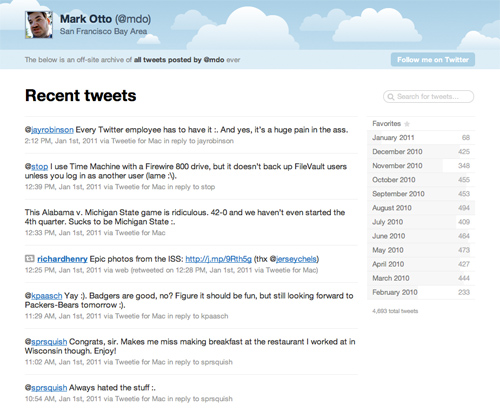 Mark Otto (@mdo)
San Francisco Bay Area
The below is an off-site archive of all tweets posted by @mdo ever
Follow me on Twitter
Recent tweets
@jayrobinson Every Twitter employee has to have it :. And yes, it's a huge pain in the ass.
2:12 PM, Jan 1st, 2011 via Tweetie for Mac in reply to jayrobinson
@stop I use Time Machine with a Firewire 800 drive, but it doesn't back up FileVault users
unless you log in as another user (lame :\).
12:39 PM, Jan 1st, 2011 via Tweetie for Mac in reply to stop
This Alabama v. Michigan State game is ridiculous. 42-0 and we haven't even started the
4th quarter. Sucks to be Michigan State :.
12:33 PM, Jan 1st, 2011 via Tweetie for Mac
richardhenry Epic photos from the ISS: http://j.mp/9Rth5g (thx @jerseychels)
12:25 PM, Jan 1st, 2011 via web (retweeted on 12:28 PM, Jan 1st, 2011 via Tweetie for Mac)
@kpaasch Yay :). Badgers are good, no? Figure it should be fun, but still looking forward to
Packers-Bears tomorrow :).
11:29 AM, Jan 1st, 2011 via Tweetie for Mac in reply to kpaasch
@sprsquish Congrats, sir. Makes me miss making breakfast at the restaurant I worked at in
Wisconsin though. Enjoy!
11:02 AM, Jan 1st, 2011 via Tweetie for Mac in reply to sprsquish
@sprsquish Always hated the stuff :.
10:54 AM, Jan 1st, 2011 via Tweetie for Mac in reply to sprsquish
Search for tweets...
Favorites
January 2011 68
December 2010 425
November 2010 348
October 2010 455
September 2010 453
August 2010 494
July 2010 409
June 2010 464
May 2010 473
April 2010 427
March 2010 444
February 2010 233
4,693 total tweets